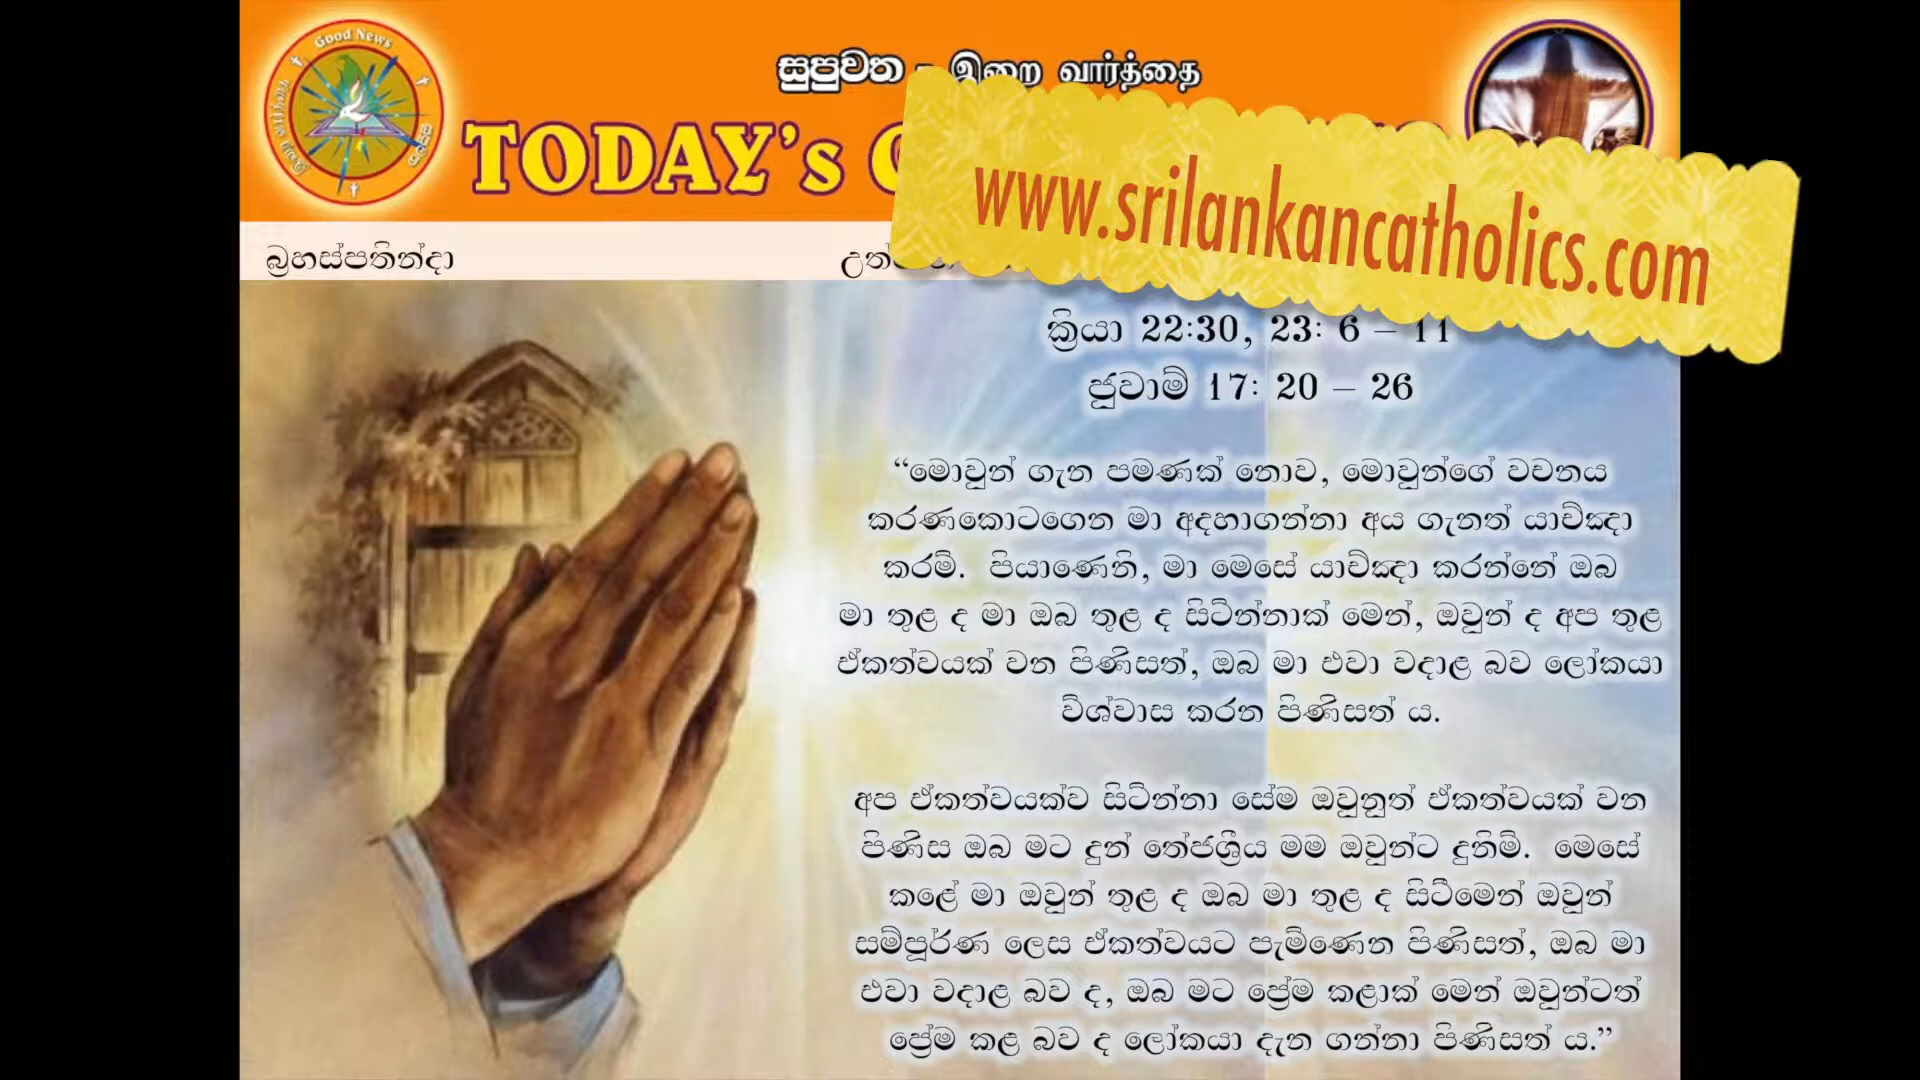 Good News
සුපුවත - இறை வார்த்தை
TODAY's
www.srilankancatholics.com
බ්‍රහස්පතින්දා
ක්‍රියා 22:30, 23: 6 – 11
ජුවාම් 17: 20 – 26
“මොවුන් ගැන පමණක් නොව, මොවුන්ගේ වචනය
කරණකොටගෙන මා අදහාගන්නා අය ගැනත් යාච්ඤා
කරමි. පියාණෙනි, මා මෙසේ යාච්ඤා කරන්නේ ඔබ
මා තුළ ද මා ඔබ තුළ ද සිටින්නාක් මෙන්, ඔවුන් ද අප තුළ
ඒකත්වයක් වන පිණිසත්, ඔබ මා එවා වදාළ බව ලෝකයා
විශ්වාස කරන පිණිසත් ය.
අප ඒකත්වයක්ව සිටින්නා සේම ඔවුනුත් ඒකත්වයක් වන
පිණිස ඔබ මට දුන් තේජශ්‍රීය මම ඔවුන්ට දුනිමි. මෙසේ
කළේ මා ඔවුන් තුළ ද ඔබ මා තුළ ද සිටීමෙන් ඔවුන්
සම්පූර්ණ ලෙස ඒකත්වයට පැමිණෙන පිණිසත්, ඔබ මා
එවා වදාළ බව ද, ඔබ මට ප්‍රේම කළාක් මෙන් ඔවුන්ටත්
ප්‍රේම කළ බව ද ලෝකයා දැන ගන්නා පිණිසත් ය.”